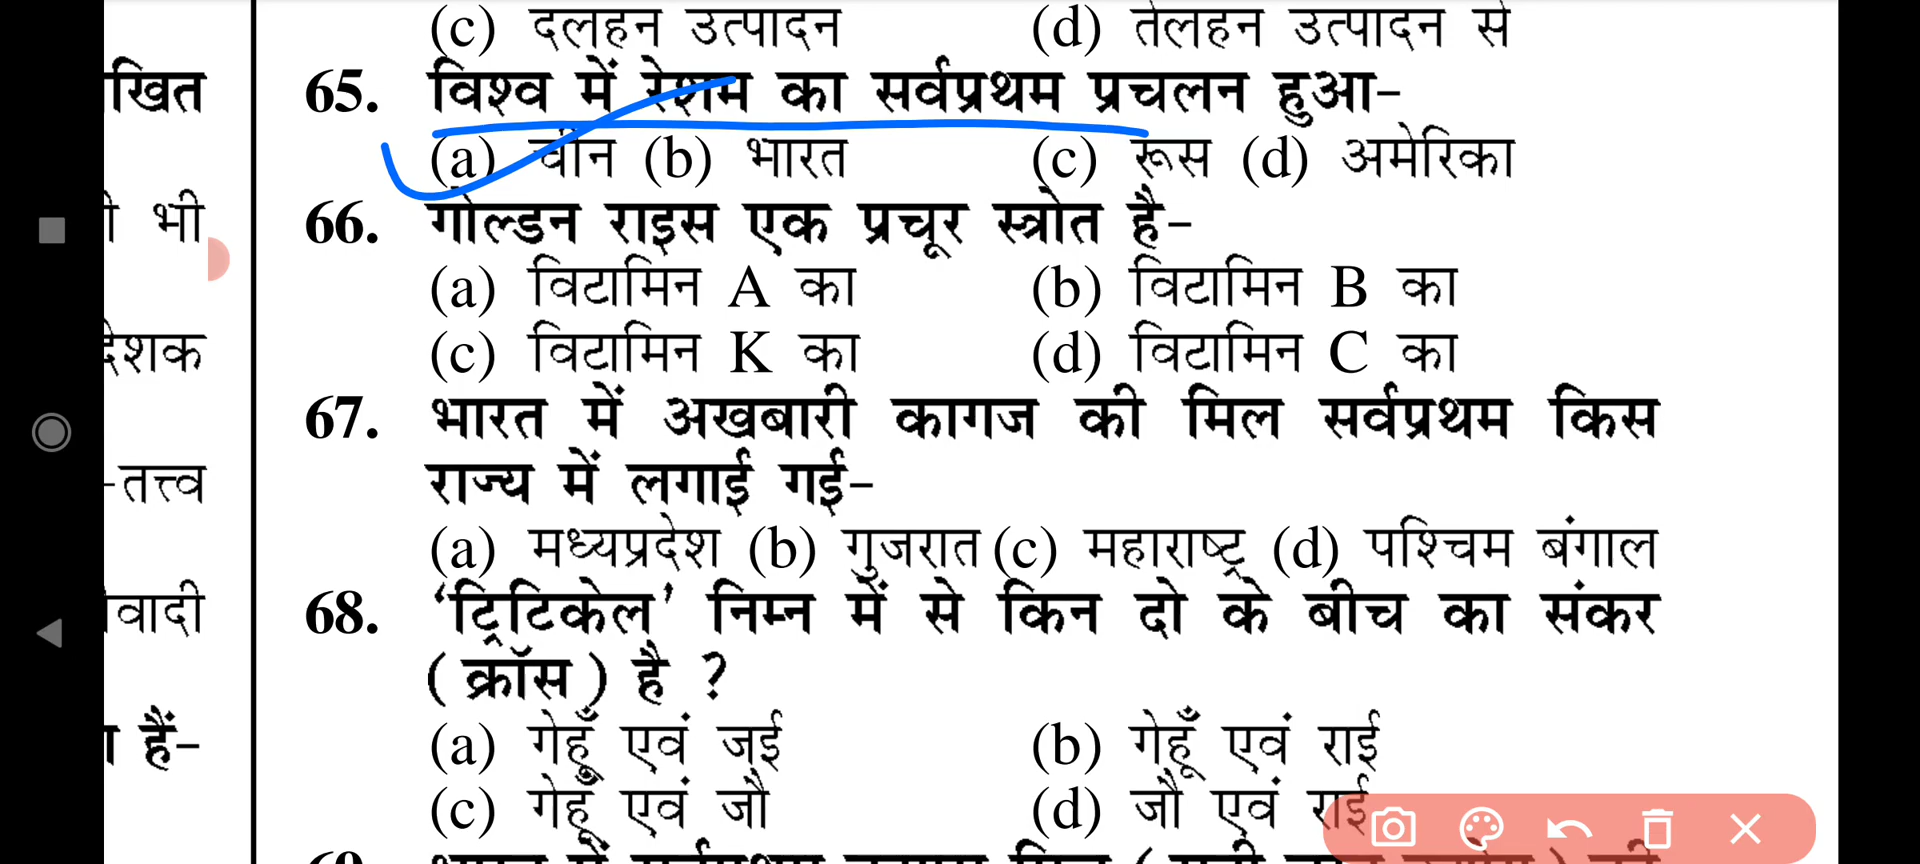 (c) दलहन उत्पादन (d) तेलहन उत्पादन से
खित
65. विश्व में रेशम का सर्वप्रथम प्रचलन हुआ-
(a) चीन (b) भारत (c) रूस (d) अमेरिका
भी
66. गोल्डन राइस एक प्रचूर स्त्रोत है-
(a) विटामिन A का (b) विटामिन B का
देशक
(c) विटामिन K का (d) विटामिन C का
67. भारत में अखबारी कागज की मिल सर्वप्रथम किस
-तत्त्व
राज्य में लगाई गई-
(a) मध्यप्रदेश (b) गुजरात (c) महाराष्ट्र (d) पश्चिम बंगाल
वादी
68. ‘ट्रिटिकेल’ निम्न में से किन दो के बीच का संकर
(क्रॉस) है ?
हैं-
(a) गेहूँ एवं जई (b) गेहूँ एवं राई
(c) गेहूँ एवं जौ (d) जौ एवं राई